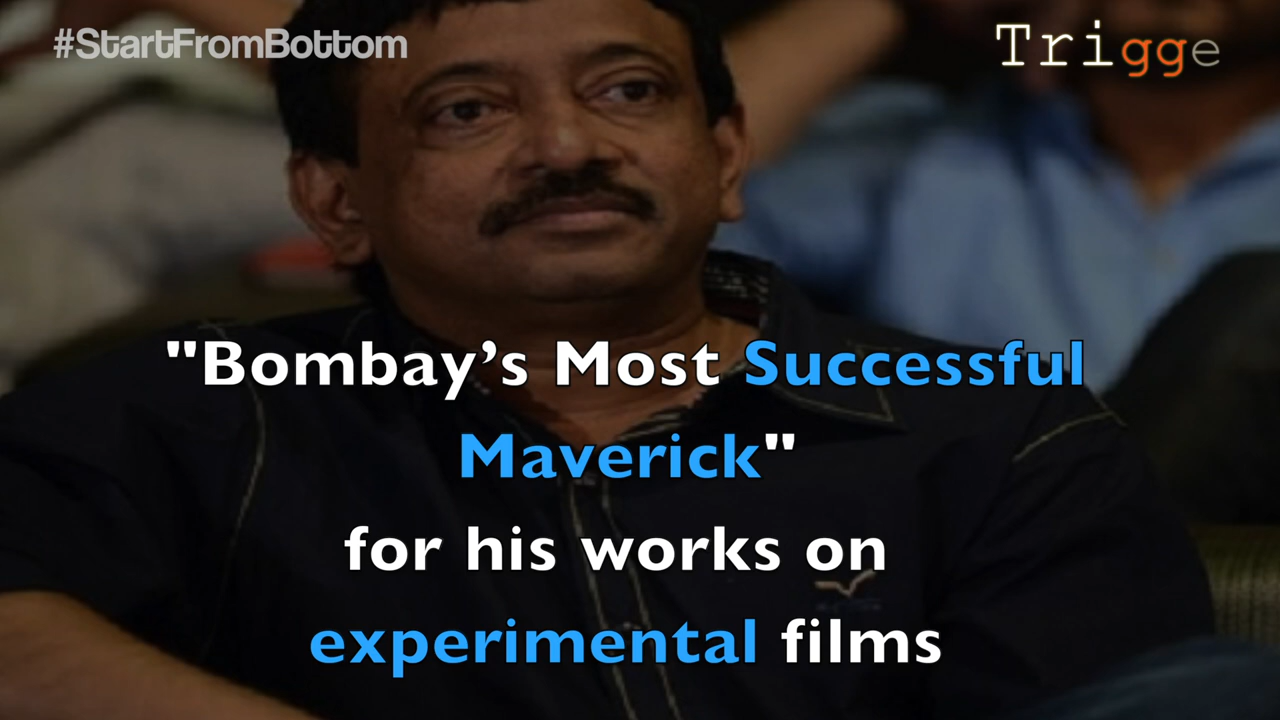 #StartFromBottom
Trigge
"Bombay’s Most Successful
Maverick"
for his works on
experimental films